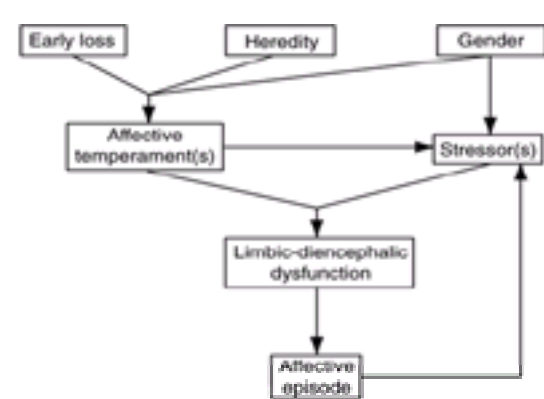 Early loss
Heredity
Gender
Affective
temperament(s)
Stressor(s)
Limbic-diencephalic
dysfunction
Affective
episode